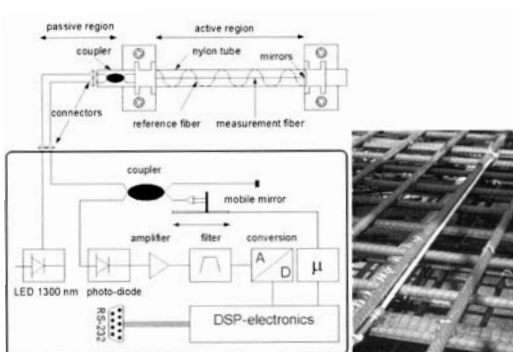 passive region
active region
coupler
nylon tube
mirrors
connectors
reference fiber
measurement fiber
coupler
mobile mirror
amplifier
filter
conversion
A
D
μ
LED 1300 nm
photo-diode
RS-232
DSP-electronics